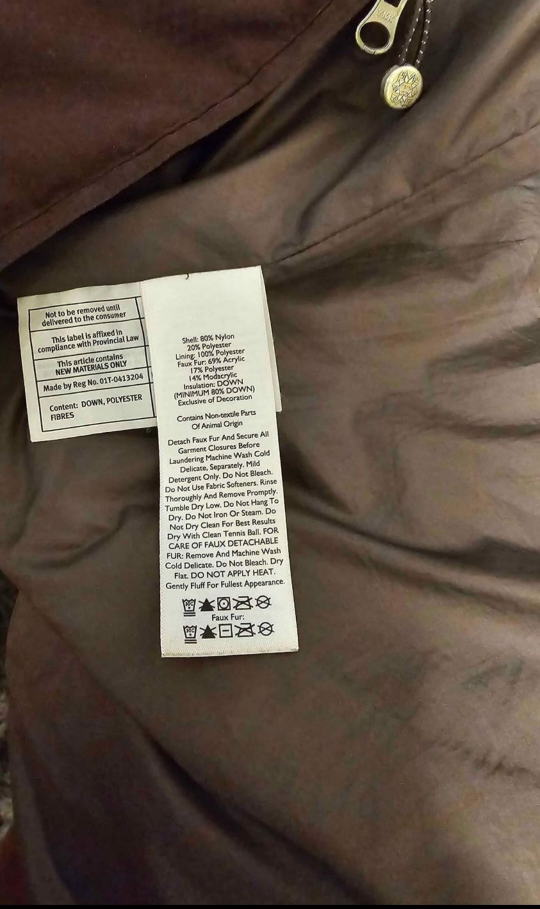 Not to be removed until
delivered to the consumer
This label is affixed in
compliance with Provincial Law
This article contains
NEW MATERIALS ONLY
Made by Reg No. 01T-0413204
Content: DOWN, POLYESTER
FIBRES
Shell: 80% Nylon
20% Polyester
Lining: 100% Polyester
Faux Fur: 69% Acrylic
17% Polyester
14% Modacrylic
Insulation: DOWN
(MINIMUM 80% DOWN)
Exclusive of Decoration
Contains Non-textile Parts
Of Animal Origin
Detach Faux Fur And Secure All
Garment Closures Before
Laundering Machine Wash Cold
Delicate, Separately. Mild
Detergent Only. Do Not Bleach.
Do Not Use Fabric Softeners. Rinse
Thoroughly And Remove Promptly.
Tumble Dry Low. Do Not Hang To
Dry. Do Not Iron Or Steam. Do
Not Dry Clean For Best Results
Dry With Clean Tennis Ball. FOR
CARE OF FAUX DETACHABLE
FUR: Remove And Machine Wash
Cold Delicate. Do Not Bleach. Dry
Flat. DO NOT APPLY HEAT.
Gently Fluff For Fullest Appearance.
Faux Fur: